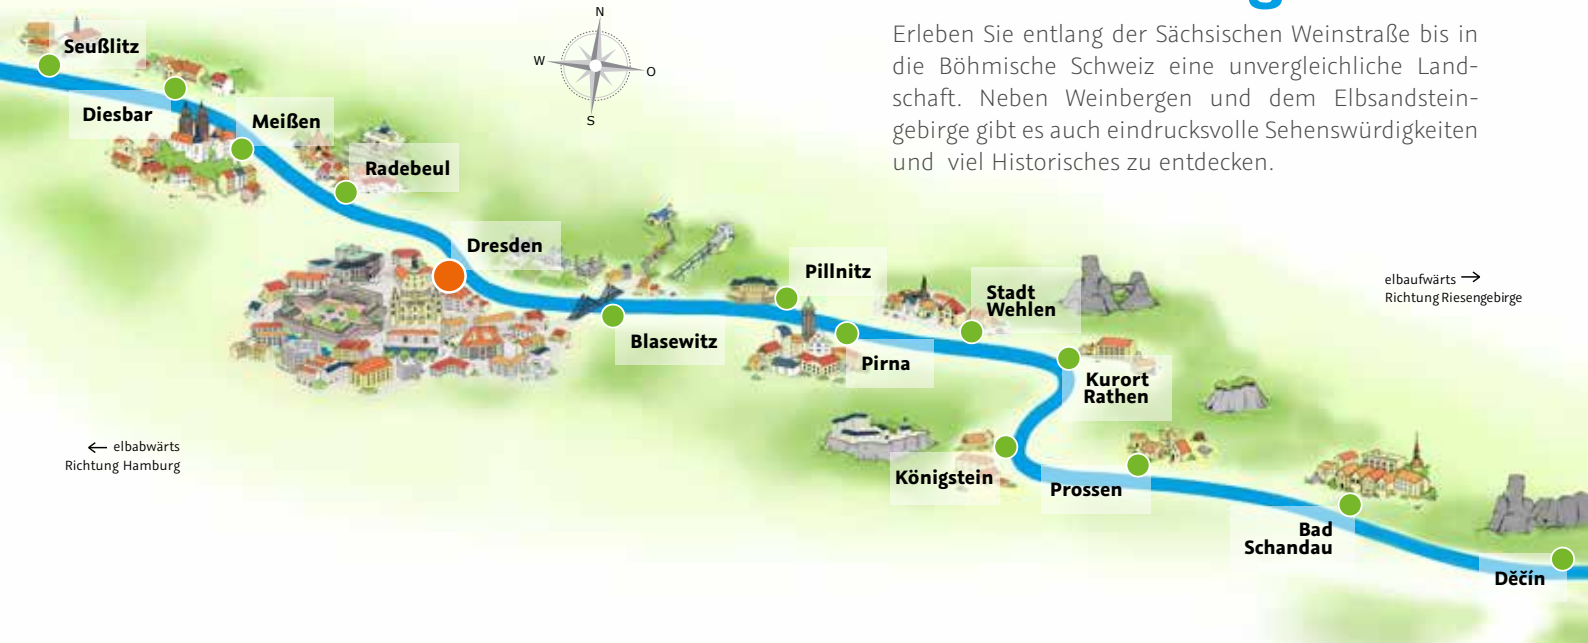 Erleben Sie entlang der Sächsischen Weinstraße bis in
die Böhmische Schweiz eine unvergleichliche Land-
schaft. Neben Weinbergen und dem Elbsandstein-
gebirge gibt es auch eindrucksvolle Sehenswürdigkeiten
und viel Historisches zu entdecken.
N
W
O
S
Seußlitz
Diesbar
Meißen
Radebeul
Dresden
Blasewitz
Pillnitz
Pirna
Stadt
Wehlen
Kurort
Rathen
Königstein
Prossen
Bad
Schandau
Děčín
elbaufwärts →
Richtung Riesengebirge
← elbabwärts
Richtung Hamburg